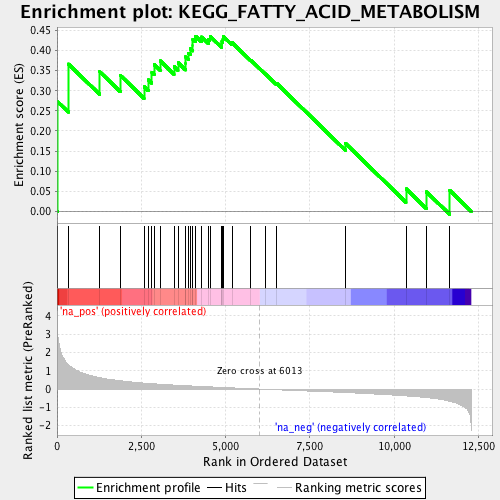 Enrichment plot: KEGG_FATTY_ACID_METABOLISM
Enrichment score (ES)
0.45
0.40
0.35
0.30
0.25
0.20
0.15
0.10
0.05
0.00
'na_pos' (positively correlated)
Ranked list metric (PreRanked)
4
3
2
1
0
-1
-2
Zero cross at 6013
'na_neg' (negatively correlated)
0 2,500 5,000 7,500 10,000 12,500
Rank in Ordered Dataset
Enrichment profile Hits Ranking metric scores